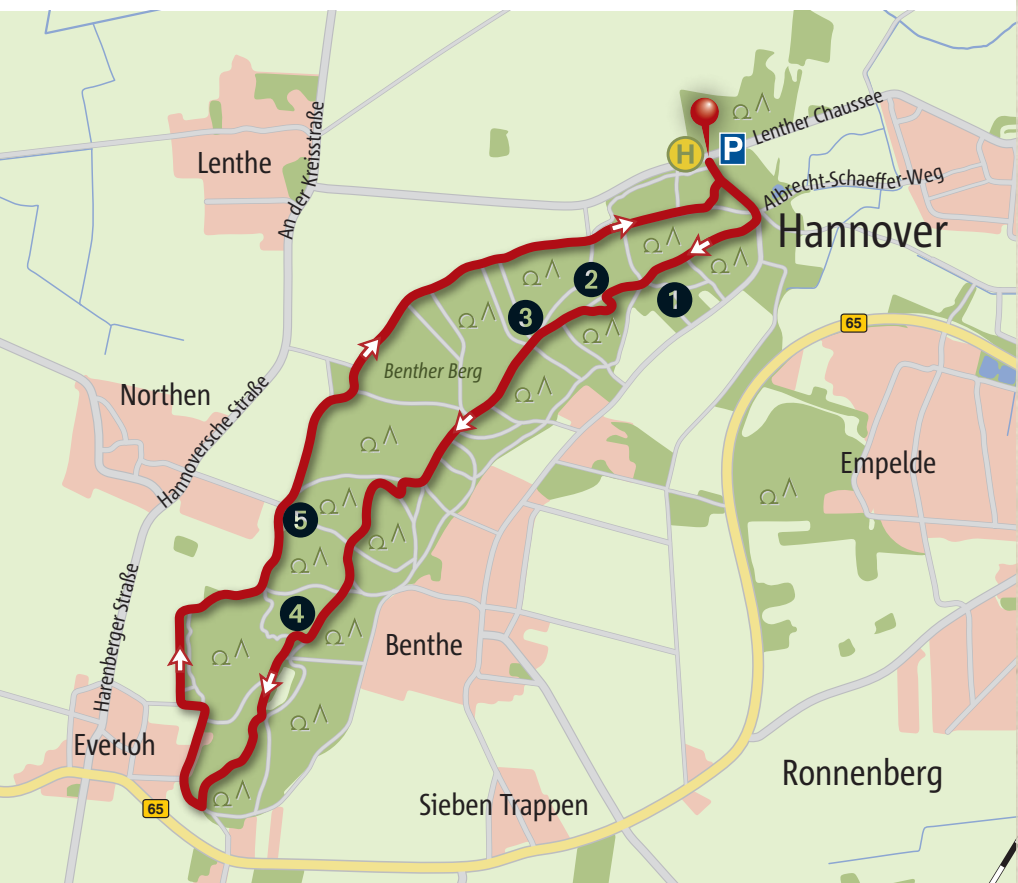 Lenther Chaussee
H
P
Lenthe
An der Kreisstraße
Albrecht-Schaeffer-Weg
Hannover
2
1
3
65
Benther Berg
Northen
Hannoversche Straße
Empelde
5
Harenberger Straße
4
Benthe
Everloh
Ronnenberg
65
Sieben Trappen